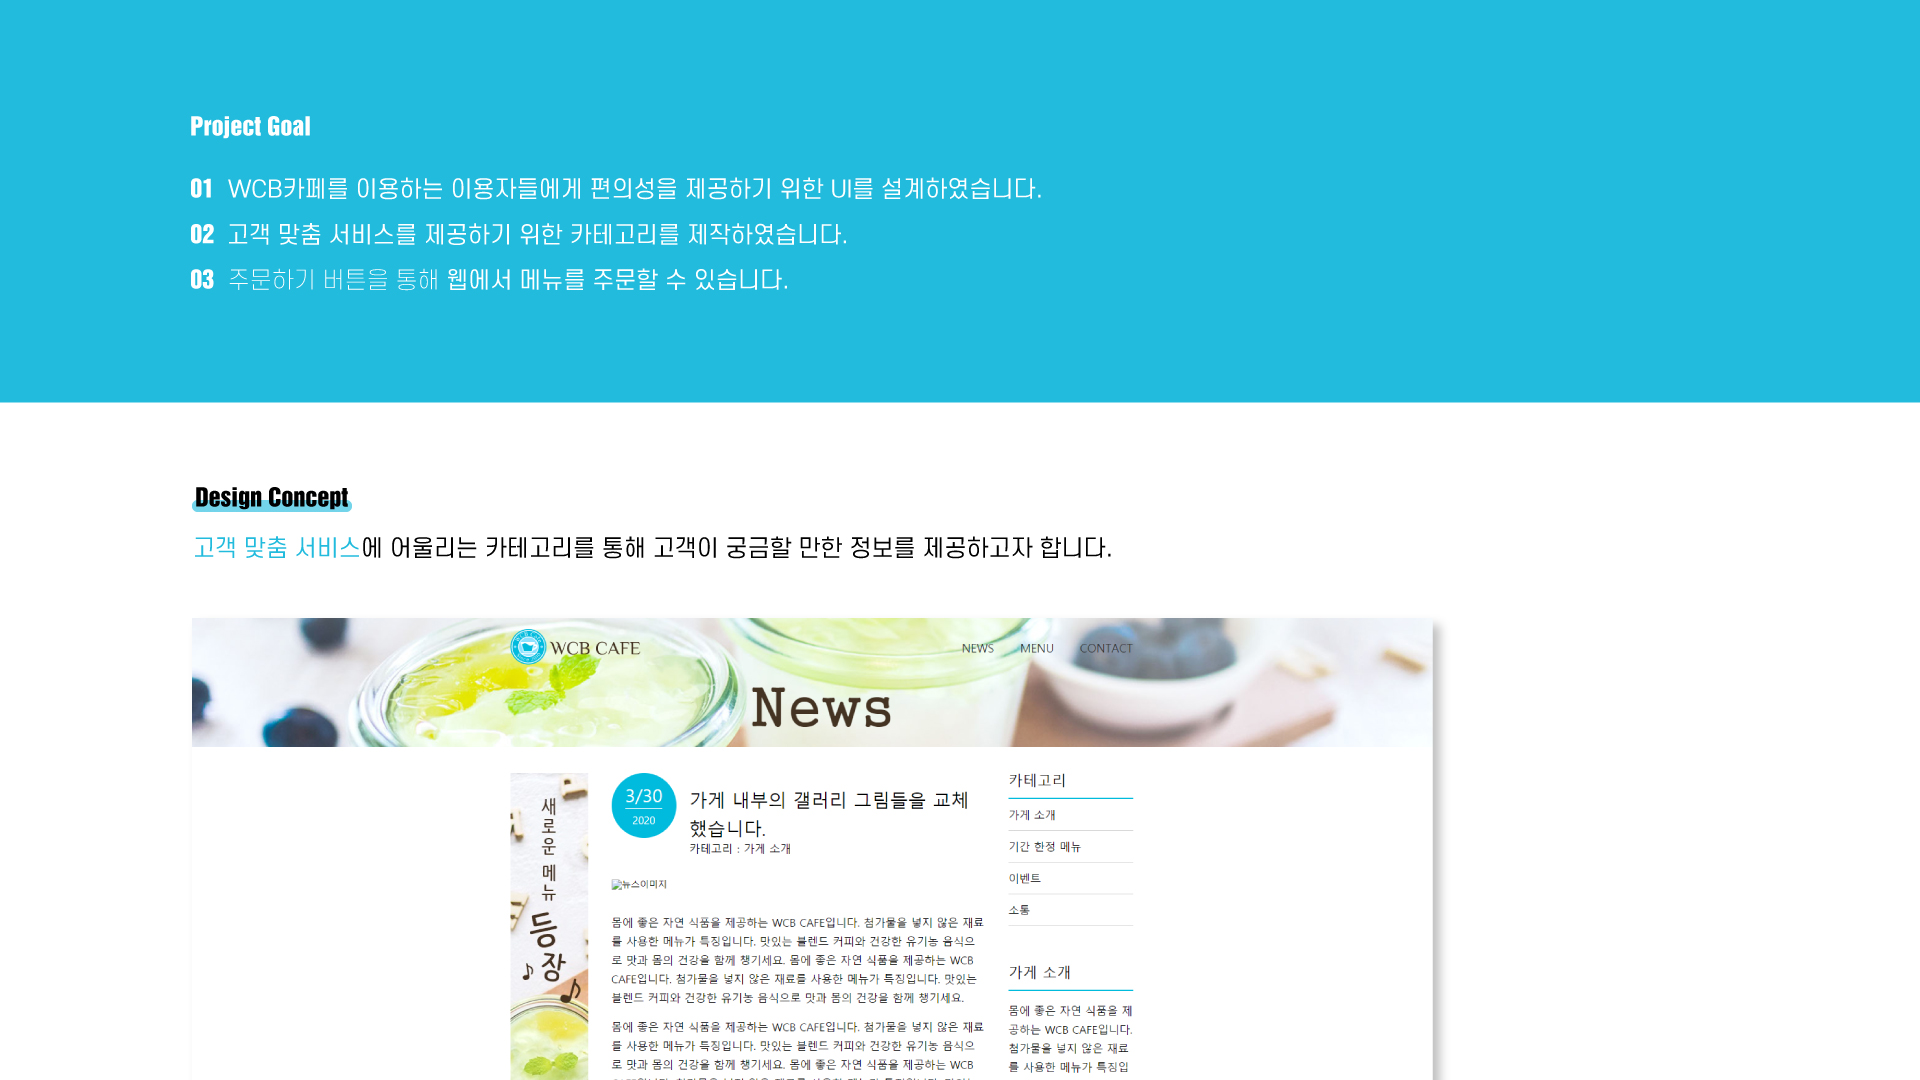 Project Goal
01 WCB카페를 이용하는 이용자들에게 편의성을 제공하기 위한 UI를 설계하였습니다.
02 고객 맞춤 서비스를 제공하기 위한 카테고리를 제작하였습니다.
03 주문하기 버튼을 통해 웹에서 메뉴를 주문할 수 있습니다.
Design Concept
고객 맞춤 서비스에 어울리는 카테고리를 통해 고객이 궁금할 만한 정보를 제공하고자 합니다.
WCB CAFE
NEWS MENU CONTACT
News
새로운 메뉴
등장
3/30
2020
가게 내부의 갤러리 그림들을 교체
했습니다.
카테고리 : 가게 소개
뉴스이미지
몸에 좋은 자연 식품을 제공하는 WCB CAFE입니다. 첨가물을 넣지 않은 재료
를 사용한 메뉴가 특징입니다. 맛있는 블렌드 커피와 건강한 유기농 음식으
로 맛과 몸의 건강을 함께 챙기세요. 몸에 좋은 자연 식품을 제공하는 WCB
CAFE입니다. 첨가물을 넣지 않은 재료를 사용한 메뉴가 특징입니다. 맛있는
블렌드 커피와 건강한 유기농 음식으로 맛과 몸의 건강을 함께 챙기세요.
몸에 좋은 자연 식품을 제공하는 WCB CAFE입니다. 첨가물을 넣지 않은 재료
를 사용한 메뉴가 특징입니다. 맛있는 블렌드 커피와 건강한 유기농 음식으
로 맛과 몸의 건강을 함께 챙기세요. 몸에 좋은 자연 식품을 제공하는 WCB
카테고리
가게 소개
기간 한정 메뉴
이벤트
소통
가게 소개
몸에 좋은 자연 식품을 제
공하는 WCB CAFE입니다.
첨가물을 넣지 않은 재료
를 사용한 메뉴가 특징입